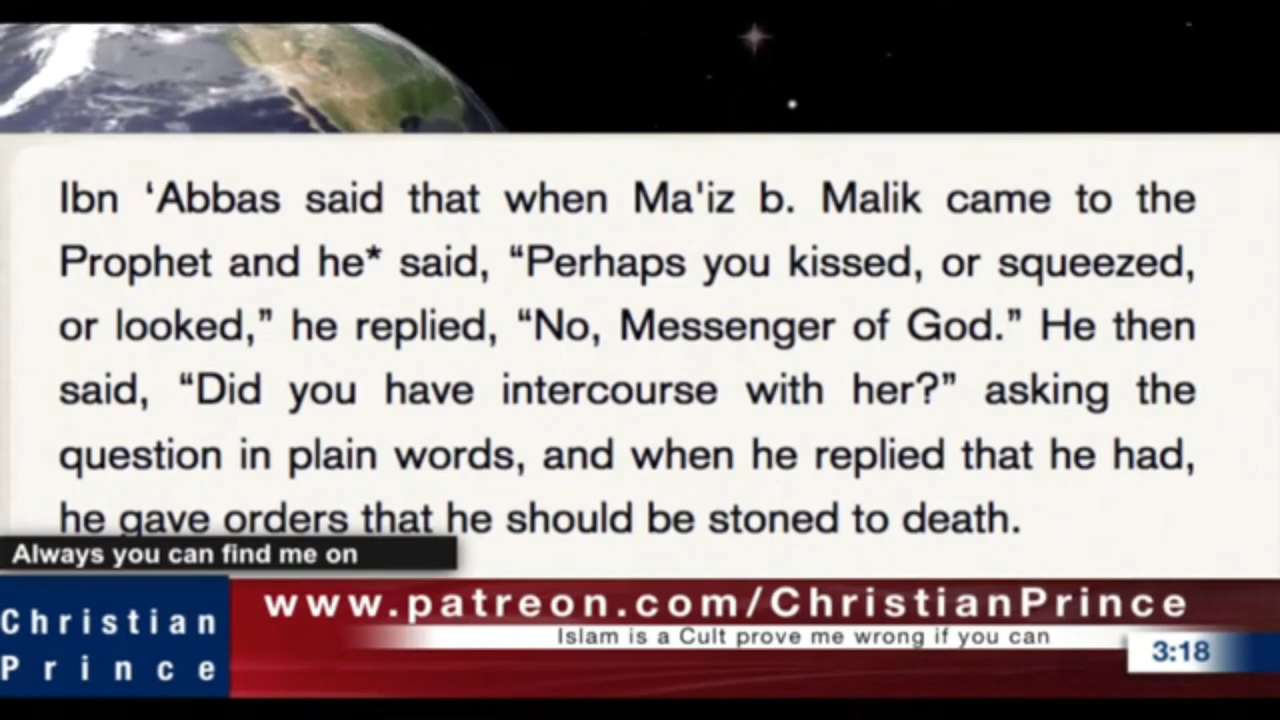 Ibn ‘Abbas said that when Ma'iz b. Malik came to the
Prophet and he* said, “Perhaps you kissed, or squeezed,
or looked,” he replied, “No, Messenger of God.” He then
said, “Did you have intercourse with her?” asking the
question in plain words, and when he replied that he had,
he gave orders that he should be stoned to death.
Always you can find me on
Christian
Prince
www.patreon.com/ChristianPrince
Islam is a Cult prove me wrong if you can
3:18